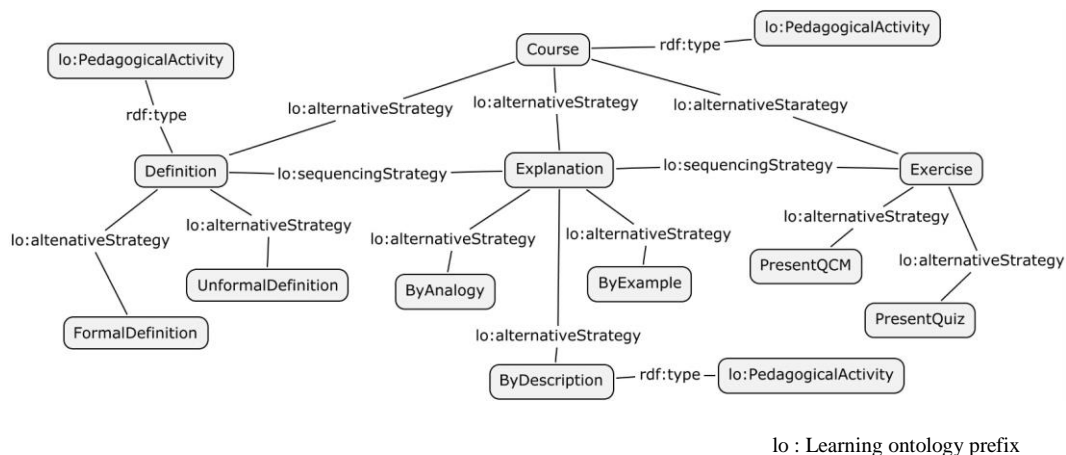 lo:PedagogicalActivity
Course
rdf:type
lo:PedagogicalActivity
rdf:type
lo:alternativeStrategy
lo:alternativeStrategy
lo:alternativeStarategy
Definition
lo:sequencingStrategy
Explanation
lo:sequencingStrategy
Exercise
lo:altenativeStrategy
lo:alternativeStrategy
lo:alternativeStrategy
lo:alternativeStrategy
lo:alternativeStrategy
lo:alternativeStrategy
UnformalDefinition
ByAnalogy
ByExample
PresentQCM
FormalDefinition
PresentQuiz
lo:alternativeStrategy
ByDescription
rdf:type
lo:PedagogicalActivity
lo : Learning ontology prefix